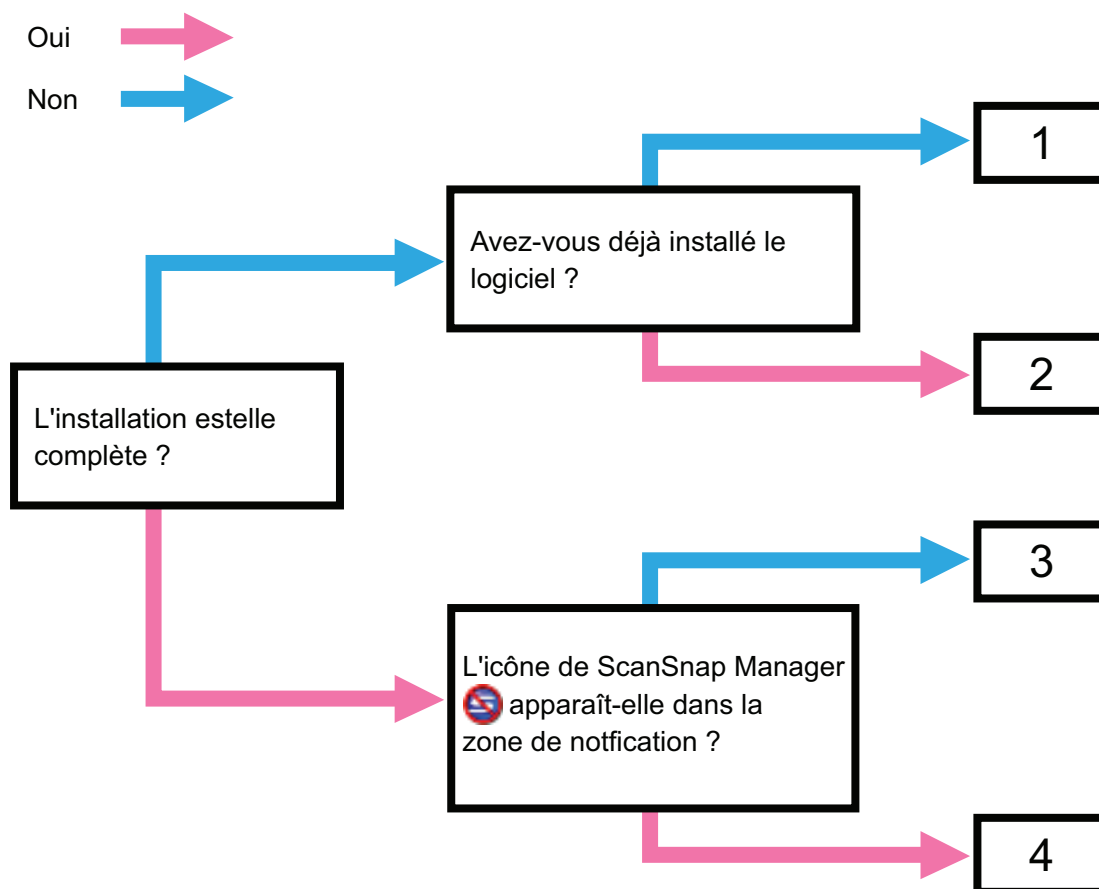 Oui
Non
1
Avez-vous déjà installé le
logiciel ?
2
L'installation estelle
complète ?
3
L'icône de ScanSnap Manager
apparaît-elle dans la
zone de notfication ?
4